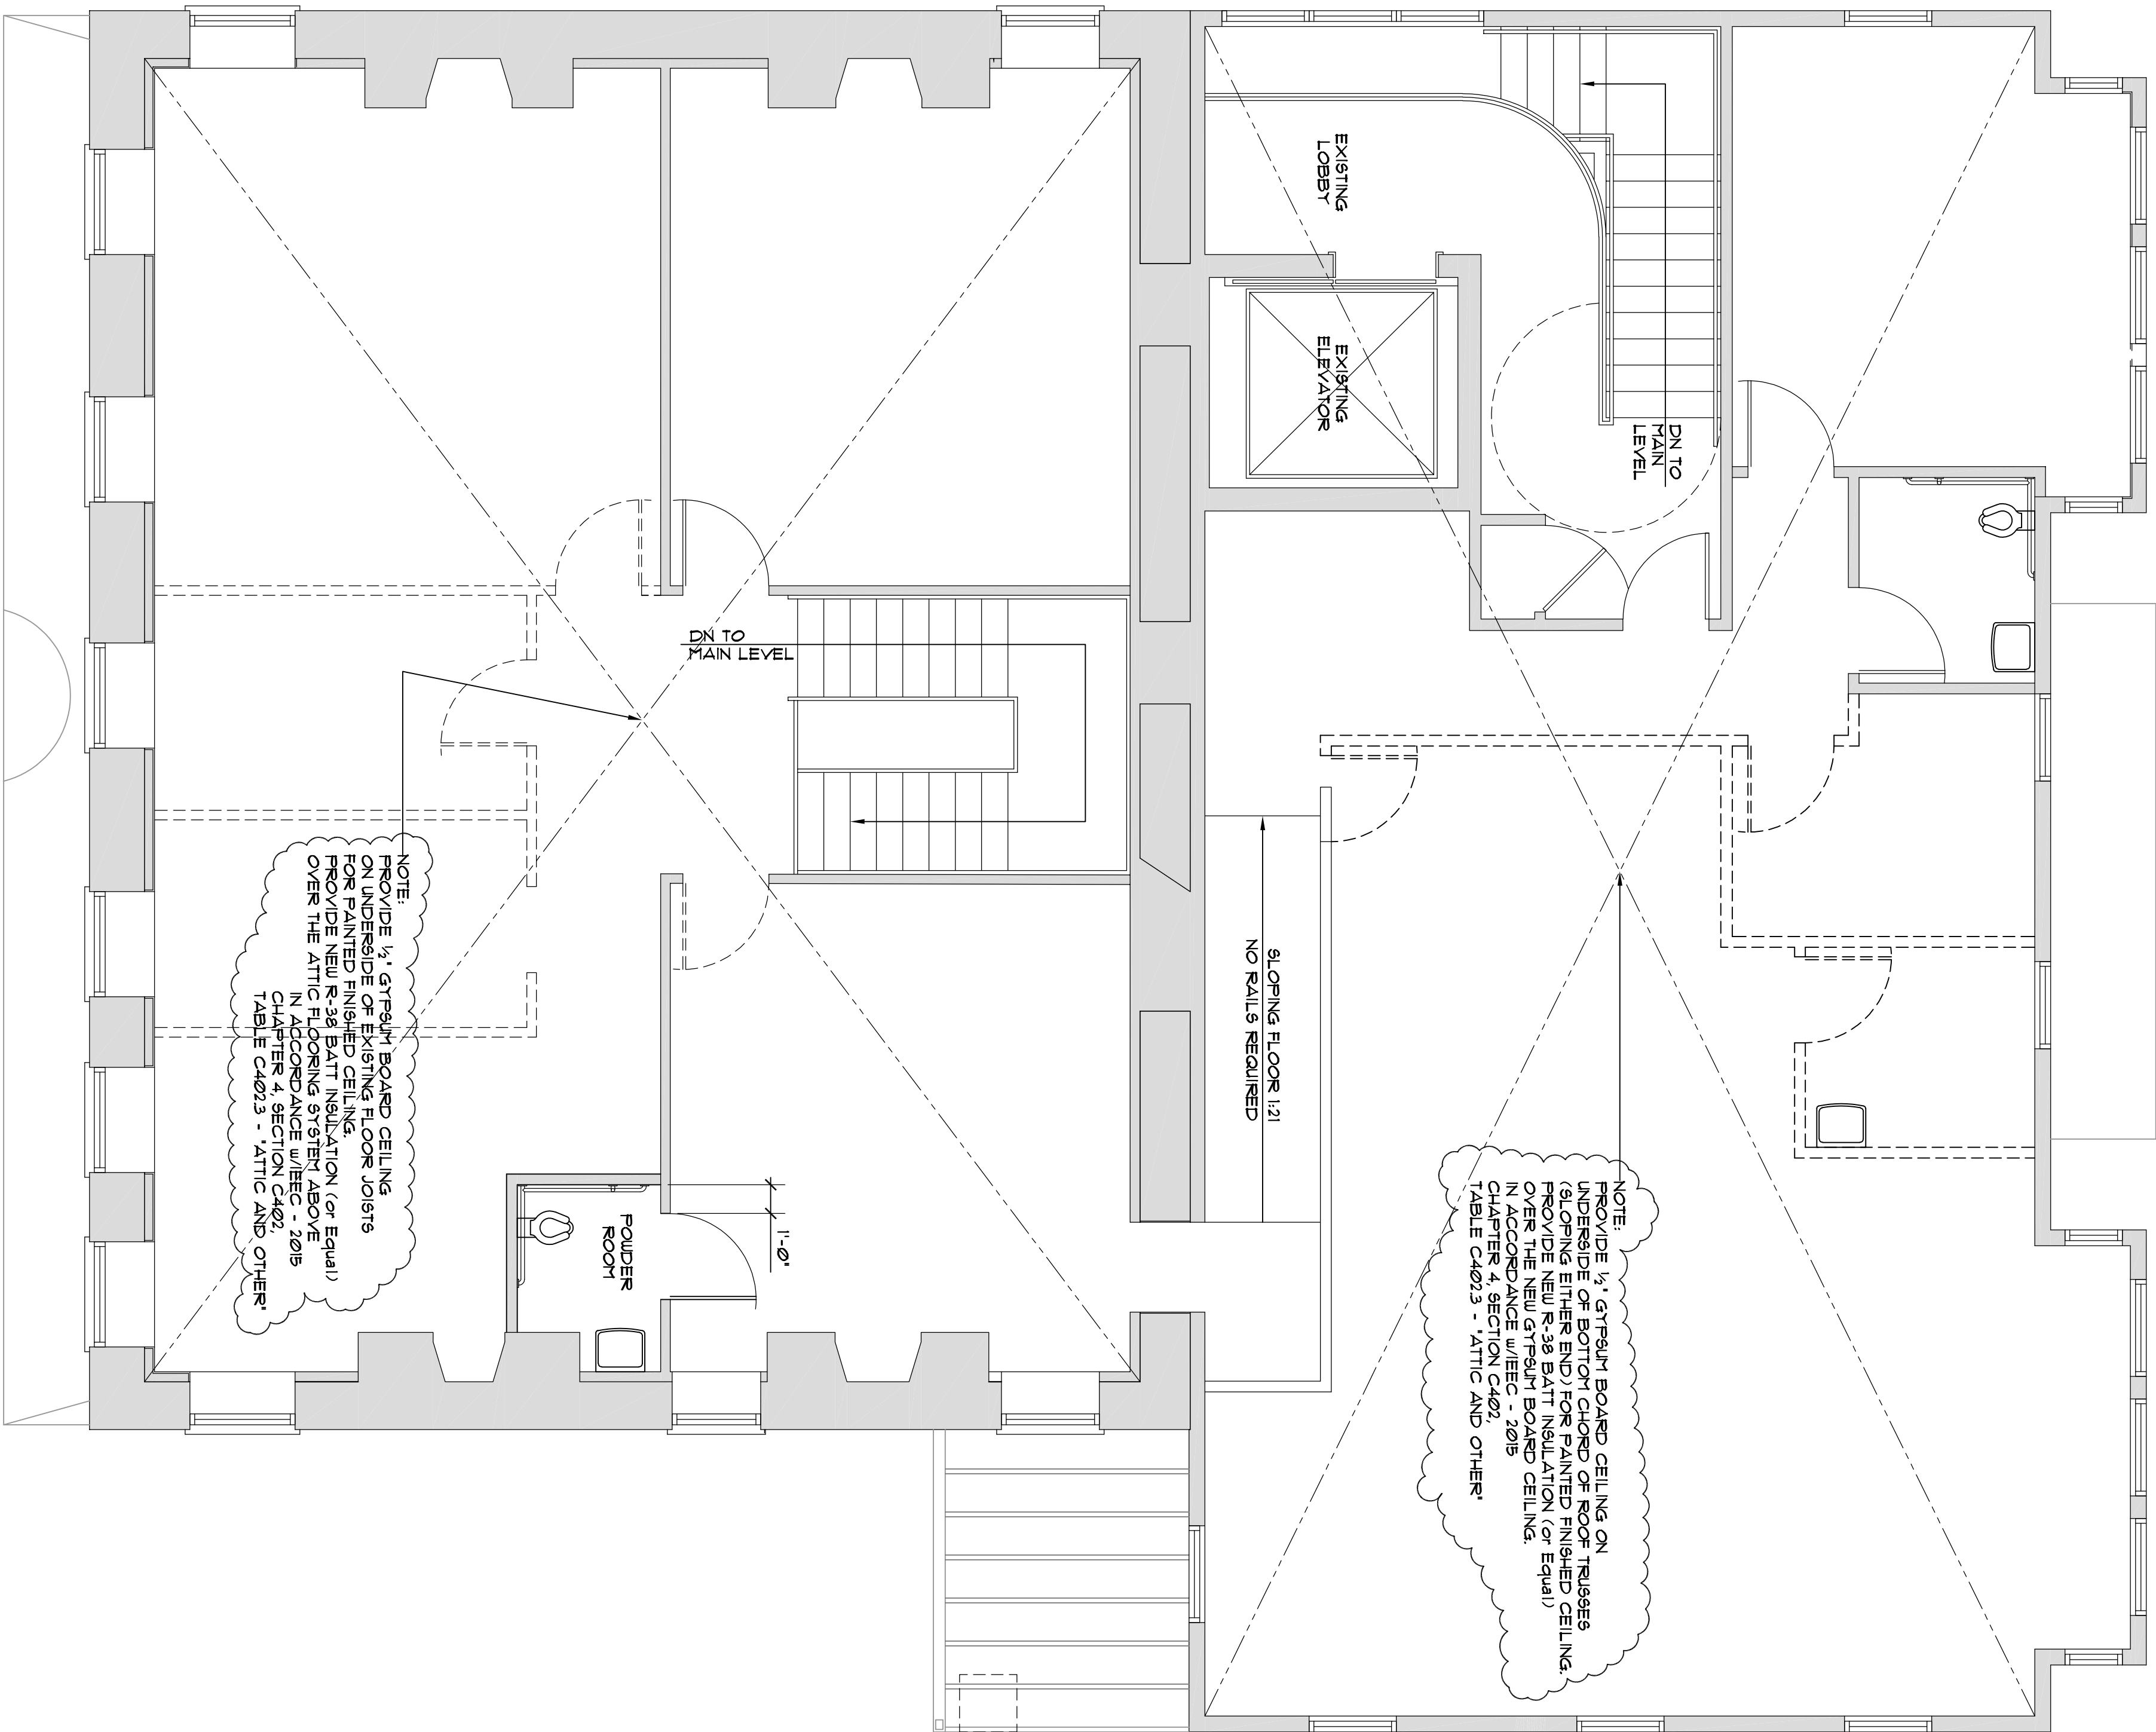 EXISTING
LOBBY
EXISTING
ELEVATOR
DN TO
MAIN
LEVEL
DN TO
MAIN LEVEL
SLOPING FLOOR 1:21
NO RAILS REQUIRED
NOTE:
PROVIDE ½" GYPSUM BOARD CEILING ON
UNDERSIDE OF BOTTOM CHORD OF ROOF TRUSSES
(SLOPING EITHER END) FOR PAINTED FINISHED CEILING.
PROVIDE NEW R-38 BATT INSULATION (or Equal)
OVER THE NEW GYPSUM BOARD CEILING.
IN ACCORDANCE w/IEEC - 2015
CHAPTER 4, SECTION C402,
TABLE C402.3 - "ATTIC AND OTHER"
NOTE:
PROVIDE ½" GYPSUM BOARD CEILING
ON UNDERSIDE OF EXISTING FLOOR JOISTS
FOR PAINTED FINISHED CEILING.
PROVIDE NEW R-38 BATT INSULATION (or Equal)
OVER THE ATTIC FLOORING SYSTEM ABOVE
IN ACCORDANCE w/IEEC - 2015
CHAPTER 4, SECTION C402,
TABLE C402.3 - "ATTIC AND OTHER"
1'-0"
POWDER
ROOM